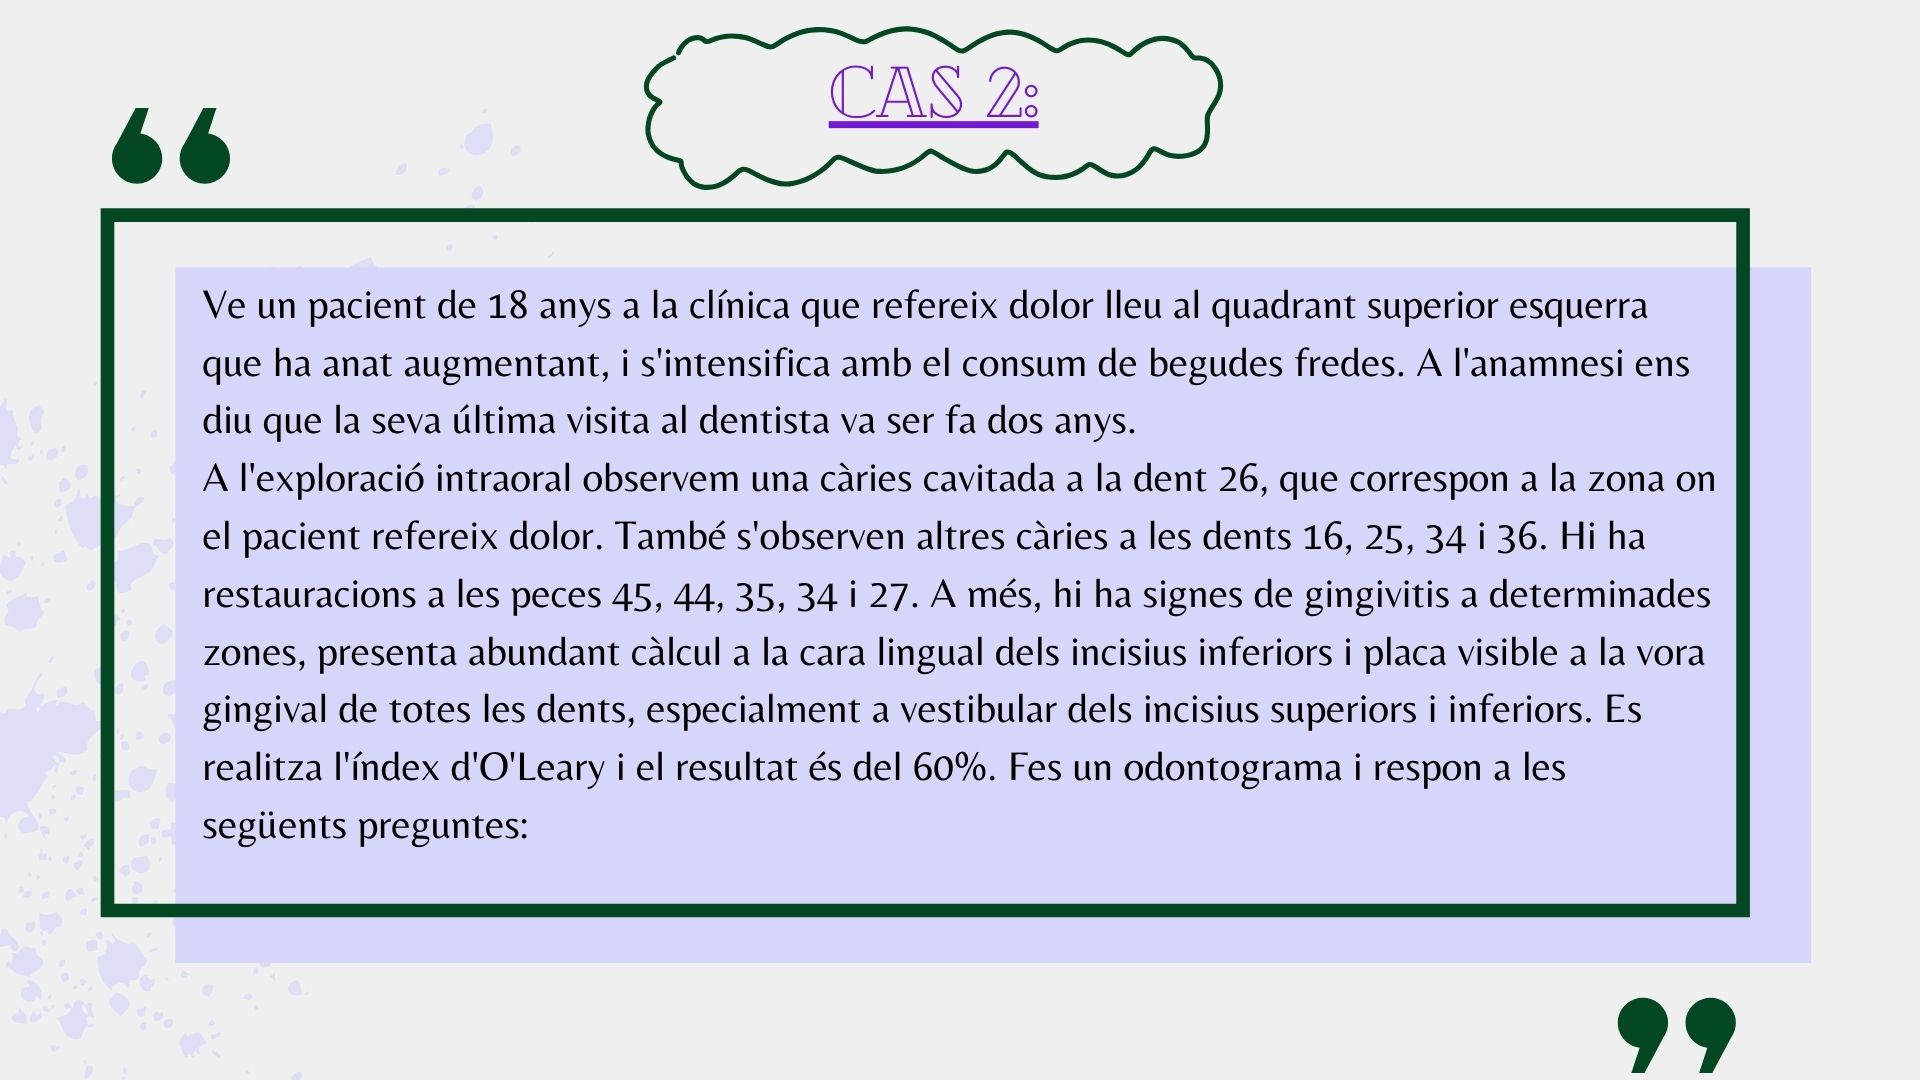 CAS 2:
Ve un pacient de 18 anys a la clínica que refereix dolor lleu al quadrant superior esquerra
que ha anat augmentant, i s'intensifica amb el consum de begudes fredes. A l'anamnesi ens
diu que la seva última visita al dentista va ser fa dos anys.
A l'exploració intraoral observem una càries cavitada a la dent 26, que correspon a la zona on
el pacient refereix dolor. També s'observen altres càries a les dents 16, 25, 34 i 36. Hi ha
restauracions a les peces 45, 44, 35, 34 i 27. A més, hi ha signes de gingivitis a determinades
zones, presenta abundant càlcul a la cara lingual dels incisius inferiors i placa visible a la vora
gingival de totes les dents, especialment a vestibular dels incisius superiors i inferiors. Es
realitza l'índex d'O'Leary i el resultat és del 60%. Fes un odontograma i respon a les
següents preguntes: